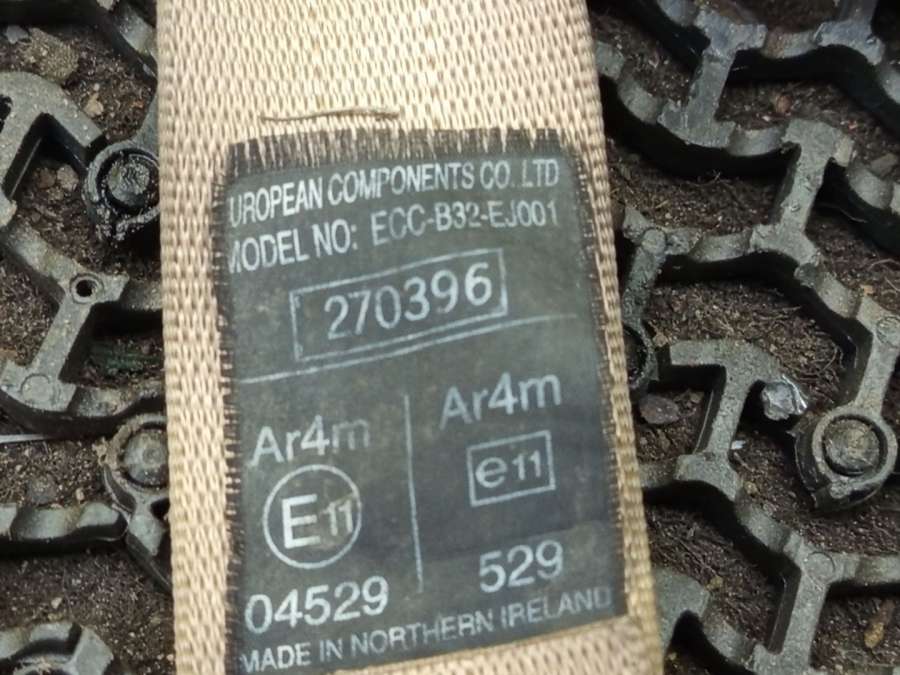 EUROPEAN COMPONENTS CO. LTD
MODEL NO: ECC-B32-EJ001
270396
Ar4m
E11
04529
Ar4m
e11
529
MADE IN NORTHERN IRELAND